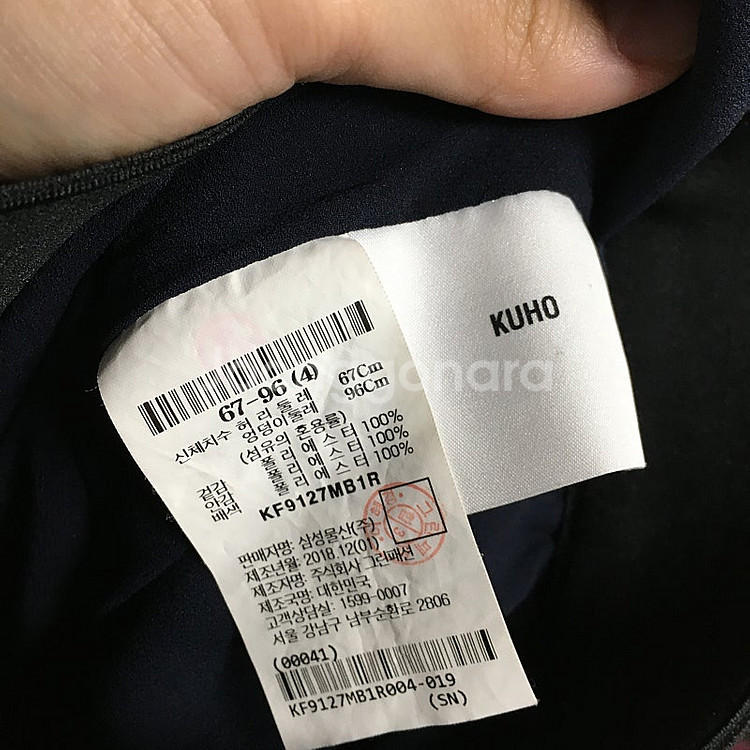 KUHO
67-96 (4)
신체치수 허리둘레 67Cm
엉덩이둘레 96Cm
(섬유의 혼용률)
겉감 폴리에스터 100%
안감 폴리에스터 100%
배색 폴리에스터 100%
KF9127MB1R
판매자명: 삼성물산(주)
제조년월: 2018.12(01)
제조자명: 주식회사 그린패션
제조국명: 대한민국
고객상담실: 1599-0007
서울 강남구 남부순환로 2806
(00041)
KF9127MB1R004-019
(SN)